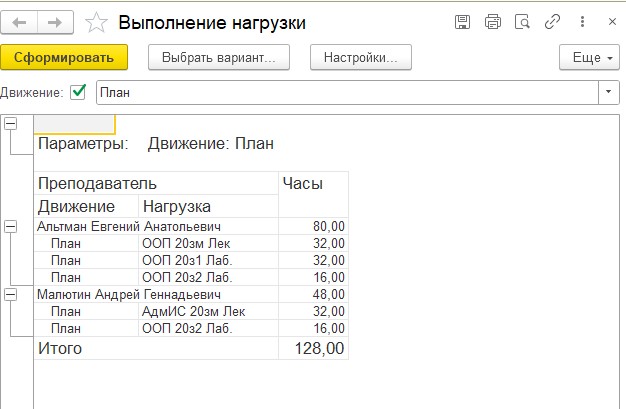 Выполнение нагрузки
Сформировать Выбрать вариант... Настройки... Еще
Движение: План
Параметры: Движение: План
Преподаватель Часы
Движение Нагрузка
Альтман Евгений Анатольевич 80,00
План ООП 20зм Лек 32,00
План ООП 20з1 Лаб. 32,00
План ООП 20з2 Лаб. 16,00
Малютин Андрей Геннадьевич 48,00
План АдмИС 20зм Лек 32,00
План ООП 20з2 Лаб. 16,00
Итого 128,00